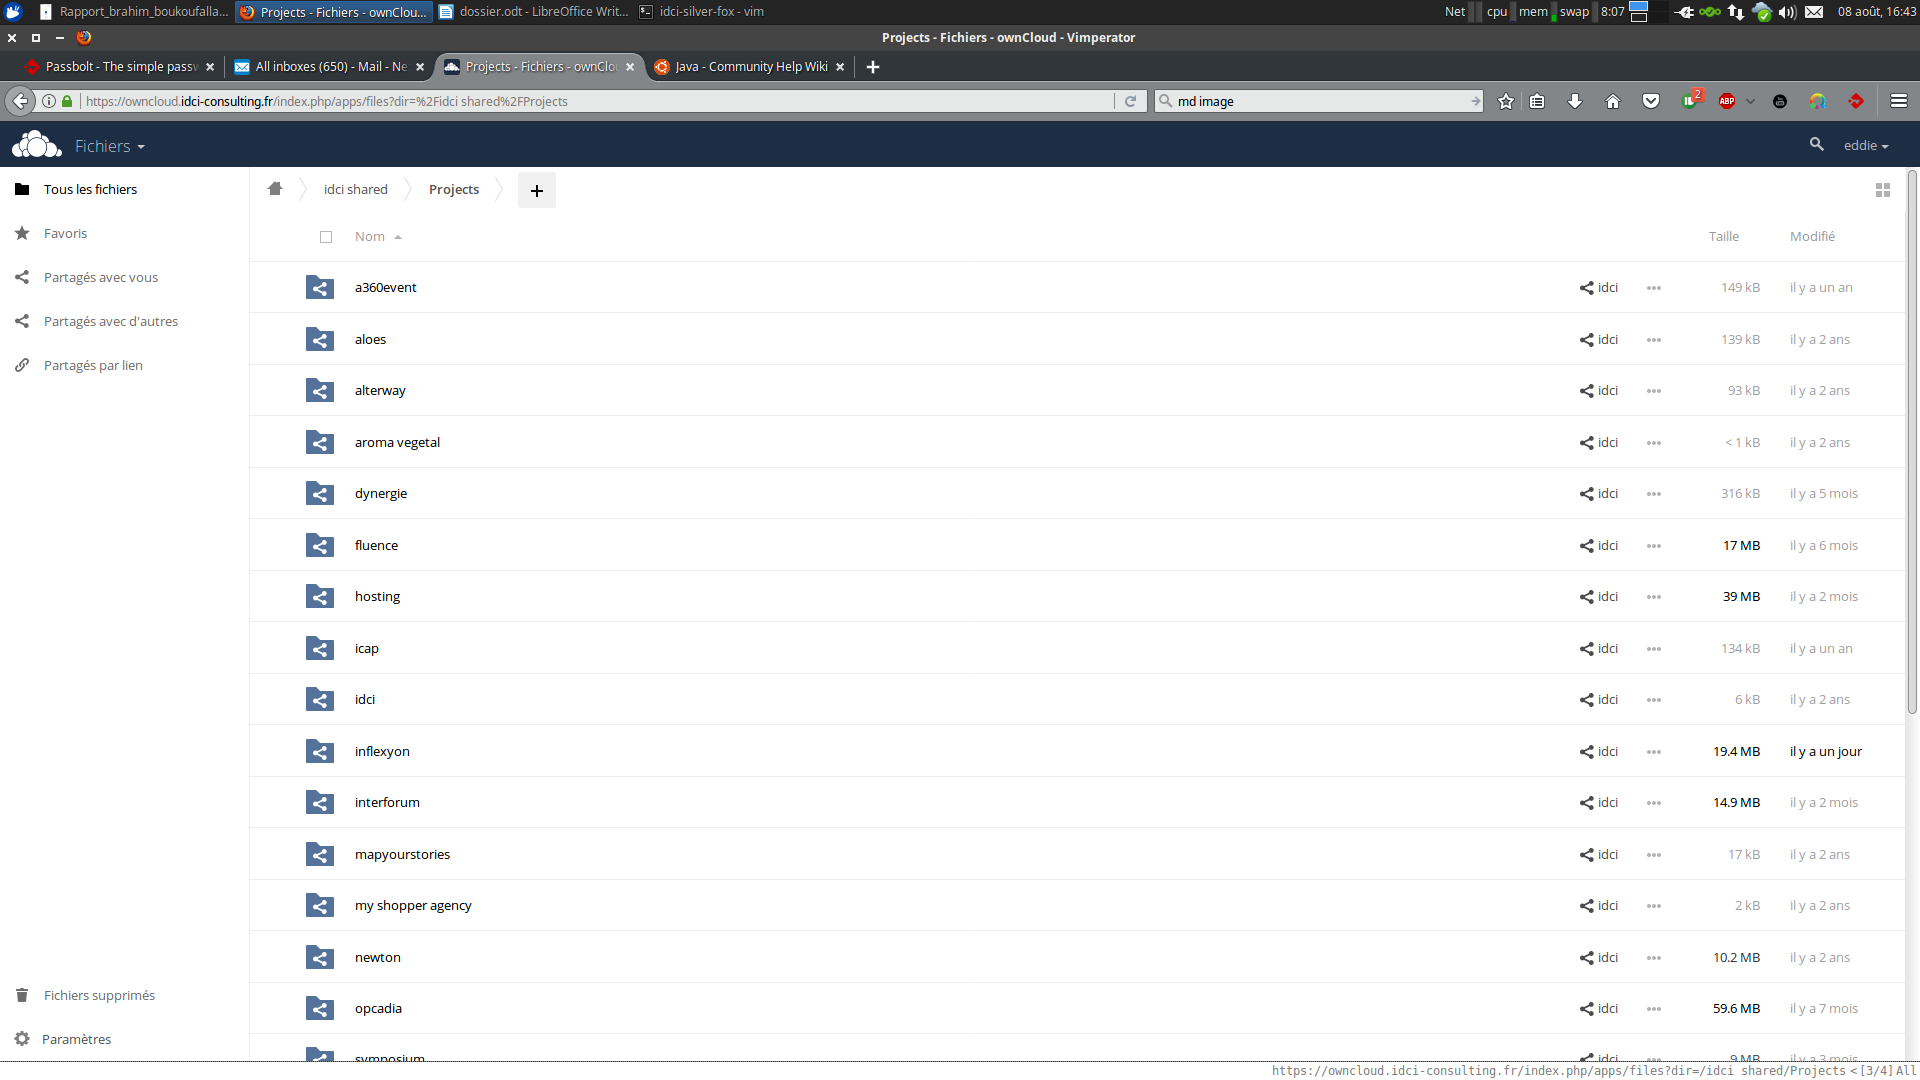 Rapport_brahim_boukoufalla... Projects - Fichiers - ownClou... dossier.odt - LibreOffice Writ... idci-silver-fox - vim Net cpu mem swap 8:07 08 août, 16:43
Projects - Fichiers - ownCloud - Vimperator
Passbolt - The simple passw All inboxes (650) - Mail - Ne Projects - Fichiers - ownClou Java - Community Help Wiki
https://owncloud.idci-consulting.fr/index.php/apps/files?dir=%2Fidci shared%2FProjects md image 2 ABP
Fichiers eddie
Tous les fichiers
Favoris
Partagés avec vous
Partagés avec d'autres
Partagés par lien
Fichiers supprimés
Paramètres
idci shared Projects +
Nom Taille Modifié
a360event idci 149 kB il y a un an
aloes idci 139 kB il y a 2 ans
alterway idci 93 kB il y a 2 ans
aroma vegetal idci < 1 kB il y a 2 ans
dynergie idci 316 kB il y a 5 mois
fluence idci 17 MB il y a 6 mois
hosting idci 39 MB il y a 2 mois
icap idci 134 kB il y a un an
idci idci 6 kB il y a 2 ans
inflexyon idci 19.4 MB il y a un jour
interforum idci 14.9 MB il y a 2 mois
mapyourstories idci 17 kB il y a 2 ans
my shopper agency idci 2 kB il y a 2 ans
newton idci 10.2 MB il y a 2 ans
opcadia idci 59.6 MB il y a 7 mois
symposium idci 9 MB il y a 3 mois
https://owncloud.idci-consulting.fr/index.php/apps/files?dir=/idci shared/Projects < [3/4] All